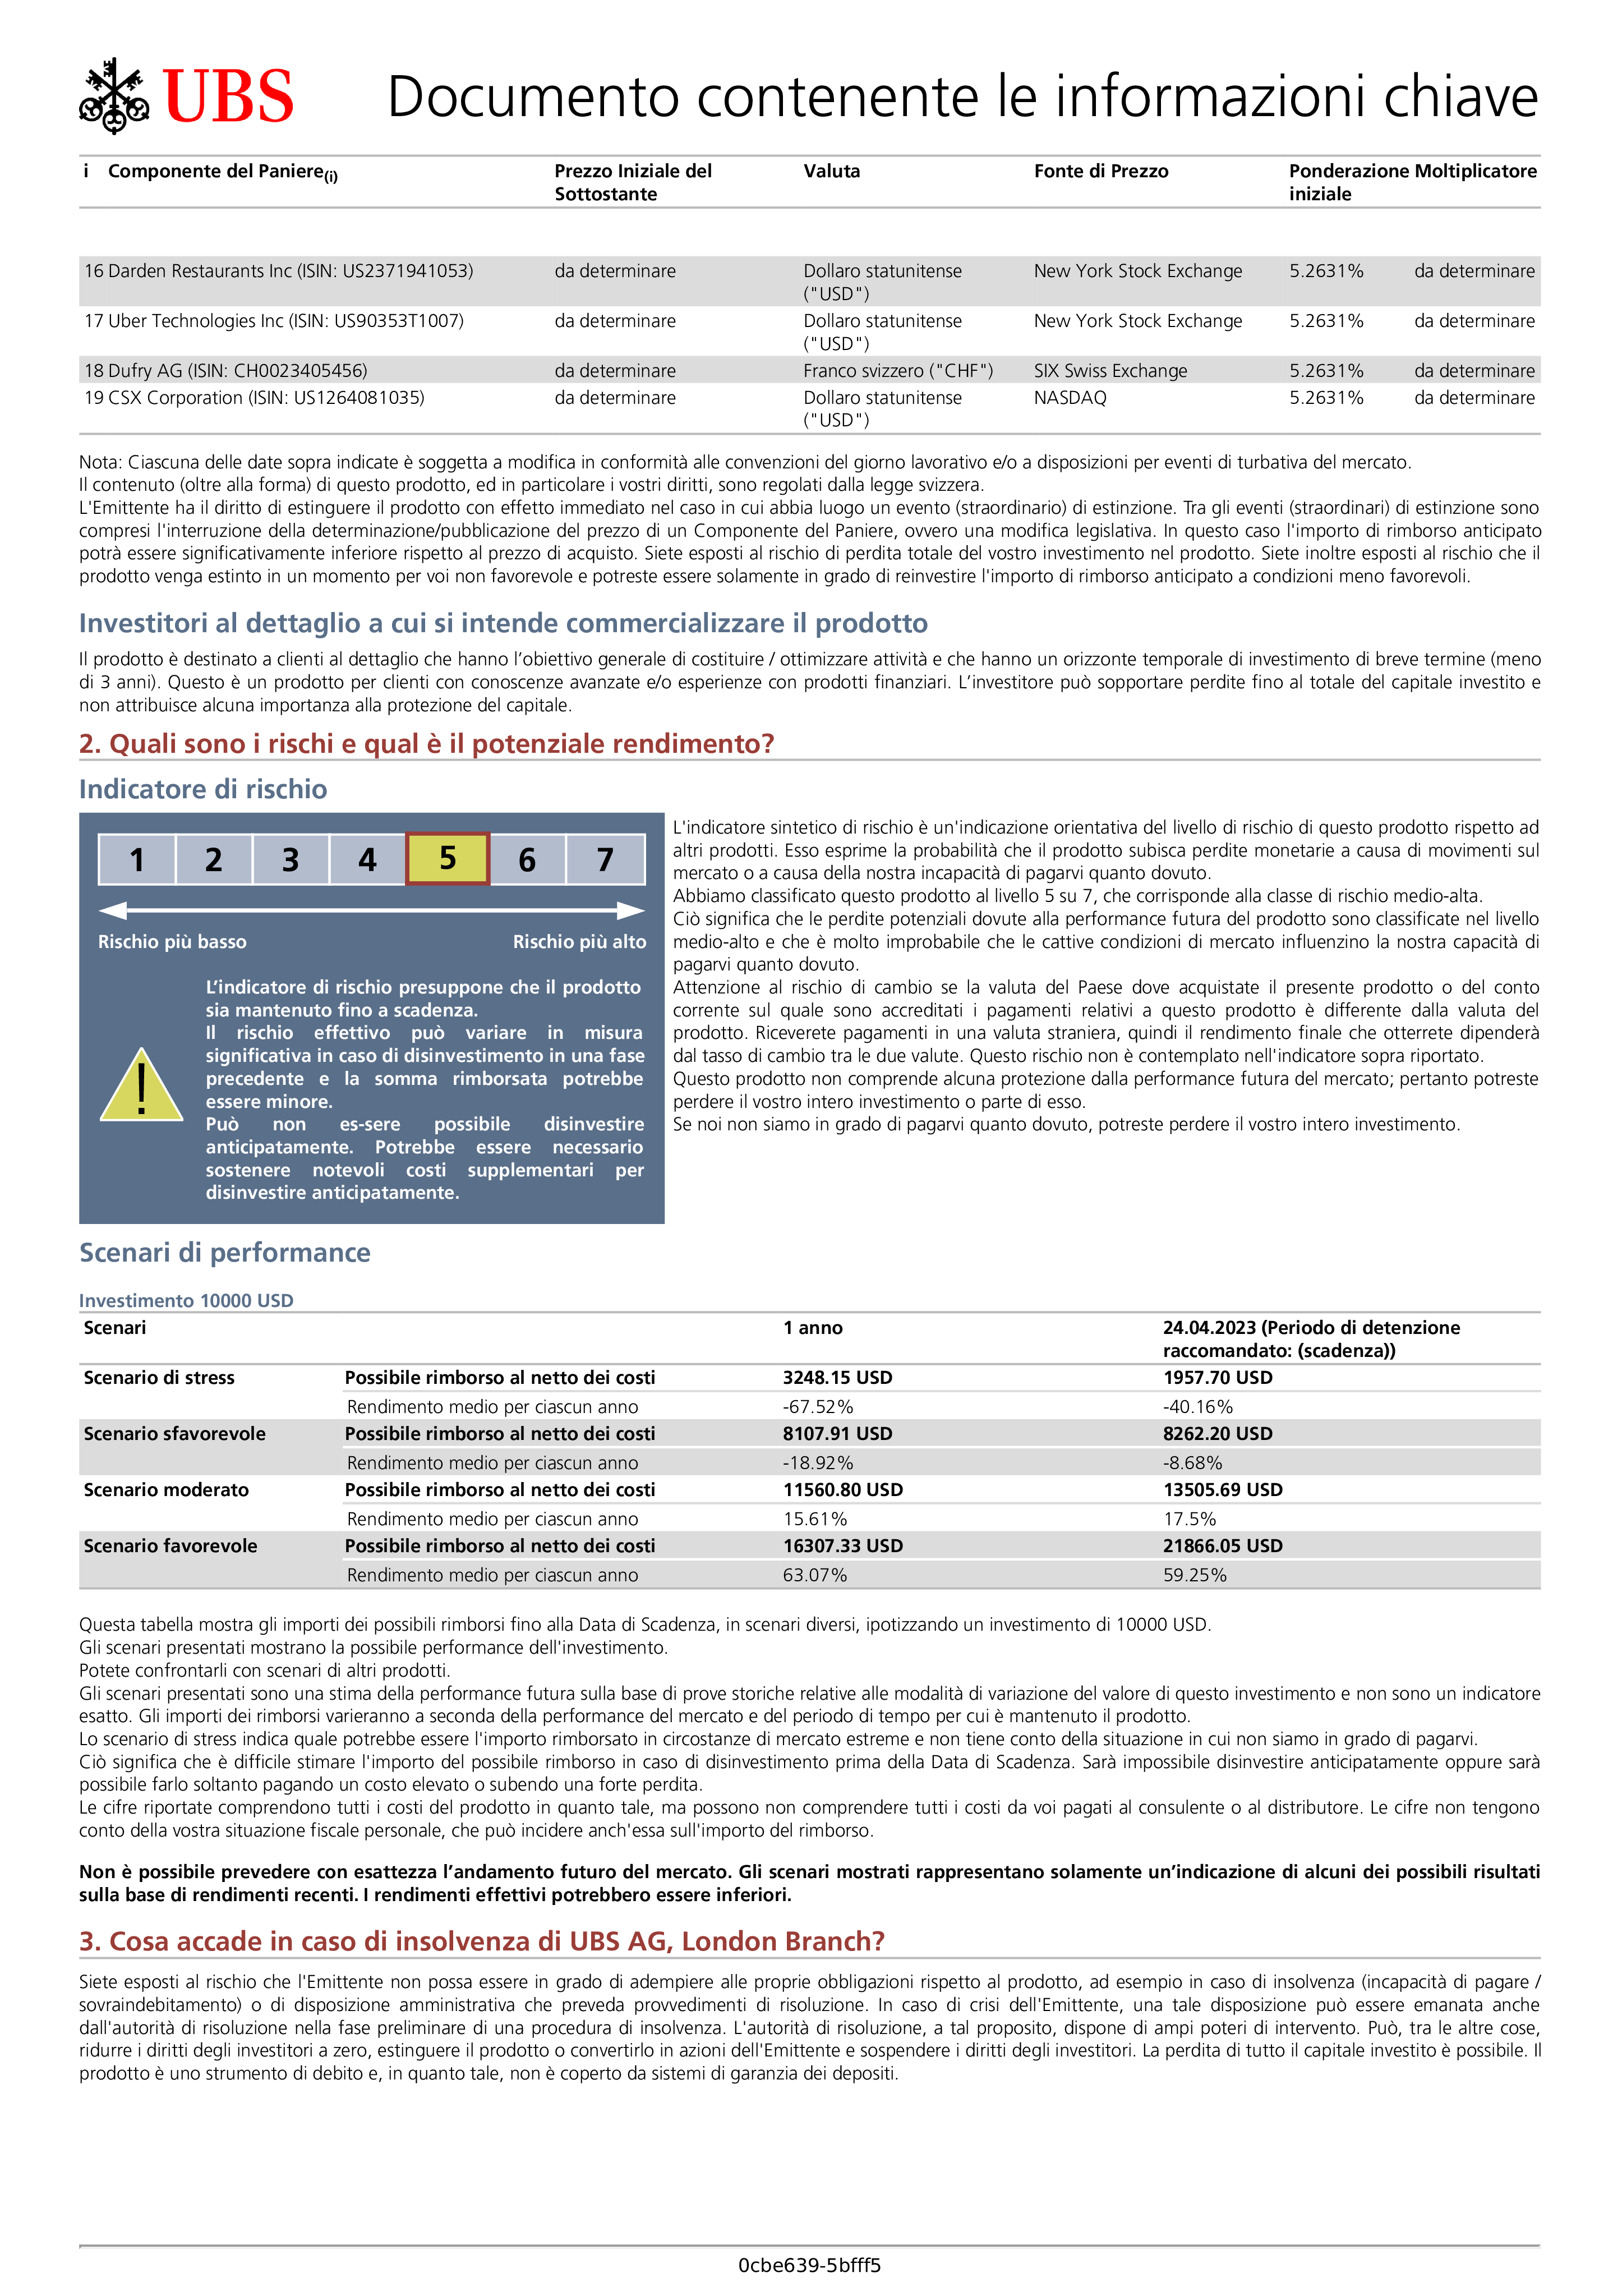 UBS
Documento contenente le informazioni chiave
i Componente del Paniere(i) Prezzo Iniziale del Sottostante Valuta Fonte di Prezzo Ponderazione iniziale Moltiplicatore
16 Darden Restaurants Inc (ISIN: US2371941053) da determinare Dollaro statunitense ("USD") New York Stock Exchange 5.2631% da determinare
17 Uber Technologies Inc (ISIN: US90353T1007) da determinare Dollaro statunitense ("USD") New York Stock Exchange 5.2631% da determinare
18 Dufry AG (ISIN: CH0023405456) da determinare Franco svizzero ("CHF") SIX Swiss Exchange 5.2631% da determinare
19 CSX Corporation (ISIN: US1264081035) da determinare Dollaro statunitense ("USD") NASDAQ 5.2631% da determinare
Nota: Ciascuna delle date sopra indicate è soggetta a modifica in conformità alle convenzioni del giorno lavorativo e/o a disposizioni per eventi di turbativa del mercato.
Il contenuto (oltre alla forma) di questo prodotto, ed in particolare i vostri diritti, sono regolati dalla legge svizzera.
L'Emittente ha il diritto di estinguere il prodotto con effetto immediato nel caso in cui abbia luogo un evento (straordinario) di estinzione. Tra gli eventi (straordinari) di estinzione sono
compresi l'interruzione della determinazione/pubblicazione del prezzo di un Componente del Paniere, ovvero una modifica legislativa. In questo caso l'importo di rimborso anticipato
potrà essere significativamente inferiore rispetto al prezzo di acquisto. Siete esposti al rischio di perdita totale del vostro investimento nel prodotto. Siete inoltre esposti al rischio che il
prodotto venga estinto in un momento per voi non favorevole e potreste essere solamente in grado di reinvestire l'importo di rimborso anticipato a condizioni meno favorevoli.
Investitori al dettaglio a cui si intende commercializzare il prodotto
Il prodotto è destinato a clienti al dettaglio che hanno l’obiettivo generale di costituire / ottimizzare attività e che hanno un orizzonte temporale di investimento di breve termine (meno
di 3 anni). Questo è un prodotto per clienti con conoscenze avanzate e/o esperienze con prodotti finanziari. L’investitore può sopportare perdite fino al totale del capitale investito e
non attribuisce alcuna importanza alla protezione del capitale.
2. Quali sono i rischi e qual è il potenziale rendimento?
Indicatore di rischio
1 2 3 4 5 6 7
Rischio più basso Rischio più alto
L’indicatore di rischio presuppone che il prodotto
sia mantenuto fino a scadenza.
Il rischio effettivo può variare in misura
significativa in caso di disinvestimento in una fase
precedente e la somma rimborsata potrebbe
essere minore.
Può non es-sere possibile disinvestire
anticipatamente. Potrebbe essere necessario
sostenere notevoli costi supplementari per
disinvestire anticipatamente.
L'indicatore sintetico di rischio è un'indicazione orientativa del livello di rischio di questo prodotto rispetto ad
altri prodotti. Esso esprime la probabilità che il prodotto subisca perdite monetarie a causa di movimenti sul
mercato o a causa della nostra incapacità di pagarvi quanto dovuto.
Abbiamo classificato questo prodotto al livello 5 su 7, che corrisponde alla classe di rischio medio-alta.
Ciò significa che le perdite potenziali dovute alla performance futura del prodotto sono classificate nel livello
medio-alto e che è molto improbabile che le cattive condizioni di mercato influenzino la nostra capacità di
pagarvi quanto dovuto.
Attenzione al rischio di cambio se la valuta del Paese dove acquistate il presente prodotto o del conto
corrente sul quale sono accreditati i pagamenti relativi a questo prodotto è differente dalla valuta del
prodotto. Riceverete pagamenti in una valuta straniera, quindi il rendimento finale che otterrete dipenderà
dal tasso di cambio tra le due valute. Questo rischio non è contemplato nell'indicatore sopra riportato.
Questo prodotto non comprende alcuna protezione dalla performance futura del mercato; pertanto potreste
perdere il vostro intero investimento o parte di esso.
Se noi non siamo in grado di pagarvi quanto dovuto, potreste perdere il vostro intero investimento.
Scenari di performance
Investimento 10000 USD
Scenari 1 anno 24.04.2023 (Periodo di detenzione raccomandato: (scadenza))
Scenario di stress Possibile rimborso al netto dei costi 3248.15 USD 1957.70 USD
Rendimento medio per ciascun anno -67.52% -40.16%
Scenario sfavorevole Possibile rimborso al netto dei costi 8107.91 USD 8262.20 USD
Rendimento medio per ciascun anno -18.92% -8.68%
Scenario moderato Possibile rimborso al netto dei costi 11560.80 USD 13505.69 USD
Rendimento medio per ciascun anno 15.61% 17.5%
Scenario favorevole Possibile rimborso al netto dei costi 16307.33 USD 21866.05 USD
Rendimento medio per ciascun anno 63.07% 59.25%
Questa tabella mostra gli importi dei possibili rimborsi fino alla Data di Scadenza, in scenari diversi, ipotizzando un investimento di 10000 USD.
Gli scenari presentati mostrano la possibile performance dell'investimento.
Potete confrontarli con scenari di altri prodotti.
Gli scenari presentati sono una stima della performance futura sulla base di prove storiche relative alle modalità di variazione del valore di questo investimento e non sono un indicatore
esatto. Gli importi dei rimborsi varieranno a seconda della performance del mercato e del periodo di tempo per cui è mantenuto il prodotto.
Lo scenario di stress indica quale potrebbe essere l'importo rimborsato in circostanze di mercato estreme e non tiene conto della situazione in cui non siamo in grado di pagarvi.
Ciò significa che è difficile stimare l'importo del possibile rimborso in caso di disinvestimento prima della Data di Scadenza. Sarà impossibile disinvestire anticipatamente oppure sarà
possibile farlo soltanto pagando un costo elevato o subendo una forte perdita.
Le cifre riportate comprendono tutti i costi del prodotto in quanto tale, ma possono non comprendere tutti i costi da voi pagati al consulente o al distributore. Le cifre non tengono
conto della vostra situazione fiscale personale, che può incidere anch'essa sull'importo del rimborso.
Non è possibile prevedere con esattezza l’andamento futuro del mercato. Gli scenari mostrati rappresentano solamente un’indicazione di alcuni dei possibili risultati
sulla base di rendimenti recenti. I rendimenti effettivi potrebbero essere inferiori.
3. Cosa accade in caso di insolvenza di UBS AG, London Branch?
Siete esposti al rischio che l'Emittente non possa essere in grado di adempiere alle proprie obbligazioni rispetto al prodotto, ad esempio in caso di insolvenza (incapacità di pagare /
sovraindebitamento) o di disposizione amministrativa che preveda provvedimenti di risoluzione. In caso di crisi dell'Emittente, una tale disposizione può essere emanata anche
dall'autorità di risoluzione nella fase preliminare di una procedura di insolvenza. L'autorità di risoluzione, a tal proposito, dispone di ampi poteri di intervento. Può, tra le altre cose,
ridurre i diritti degli investitori a zero, estinguere il prodotto o convertirlo in azioni dell'Emittente e sospendere i diritti degli investitori. La perdita di tutto il capitale investito è possibile. Il
prodotto è uno strumento di debito e, in quanto tale, non è coperto da sistemi di garanzia dei depositi.
0cbe639-5bfff5